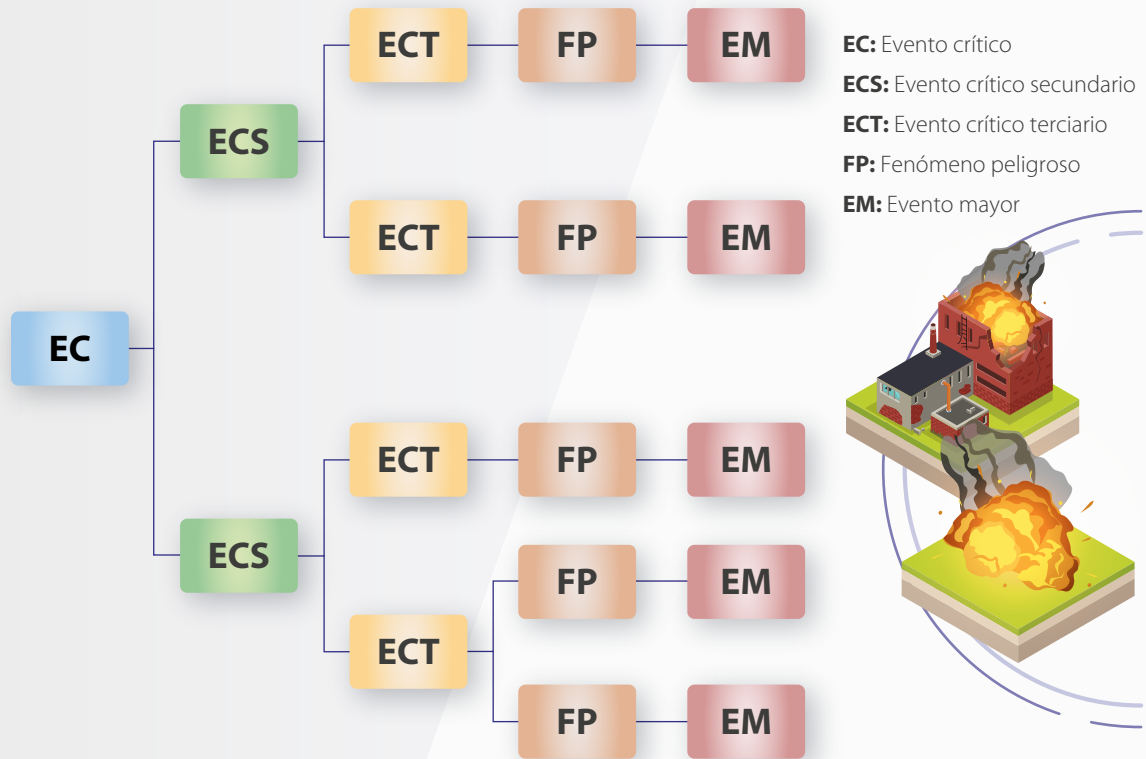 ECT FP EM
ECS
ECT FP EM
EC
ECT FP EM
ECS
FP EM
ECT
FP EM
EC: Evento crítico
ECS: Evento crítico secundario
ECT: Evento crítico terciario
FP: Fenómeno peligroso
EM: Evento mayor